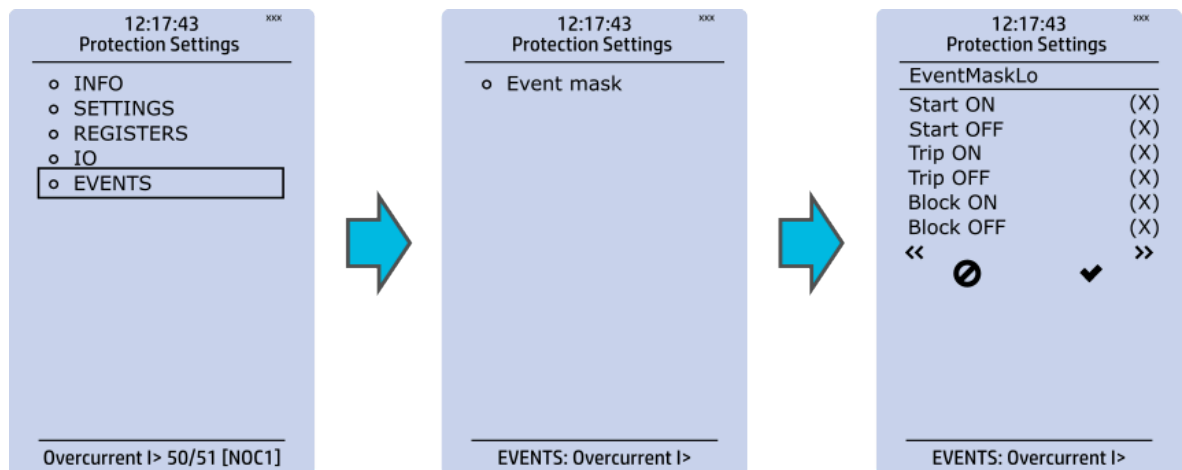 12:17:43 xxx
Protection Settings
INFO
SETTINGS
REGISTERS
IO
EVENTS
Overcurrent I> 50/51 [NOC1]
12:17:43 xxx
Protection Settings
Event mask
EVENTS: Overcurrent I>
12:17:43 xxx
Protection Settings
EventMaskLo
Start ON (X)
Start OFF (X)
Trip ON (X)
Trip OFF (X)
Block ON (X)
Block OFF (X)
<< >>
EVENTS: Overcurrent I>